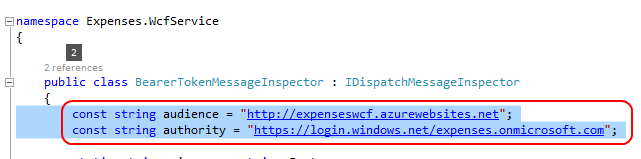 namespace Expenses.WcfService
{
2
2 references
public class BearerTokenMessageInspector : IDispatchMessageInspector
{
const string audience = "http://expenseswcf.azurewebsites.net";
const string authority = "https://login.windows.net/expenses.onmicrosoft.com";